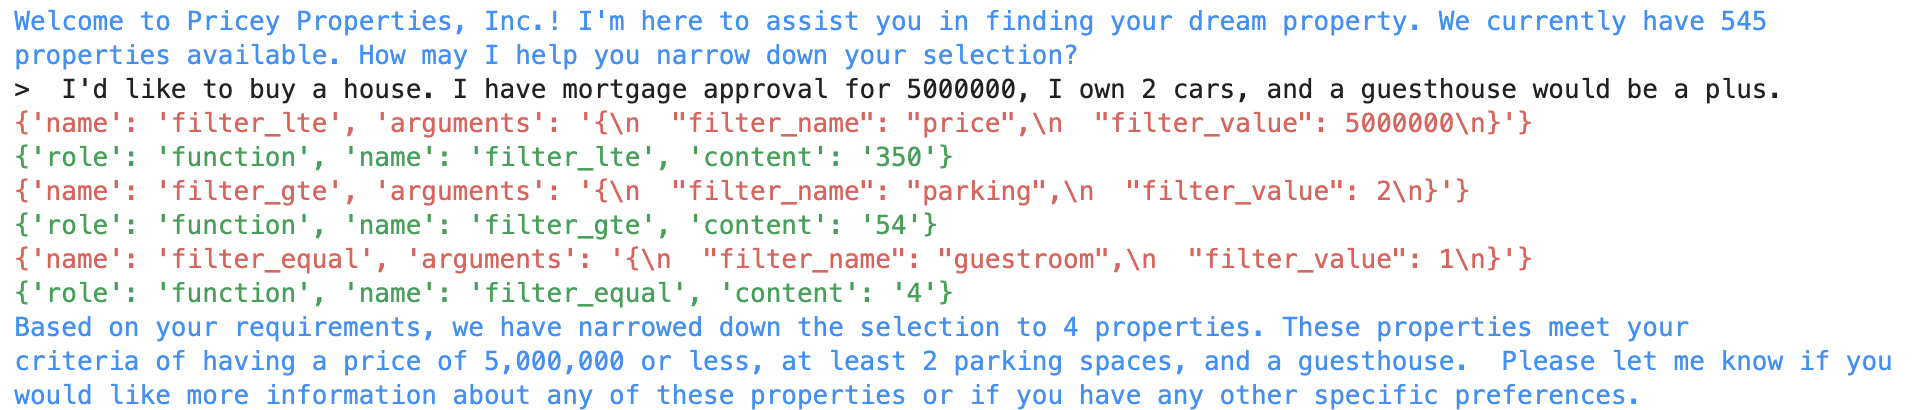 Welcome to Pricey Properties, Inc.! I'm here to assist you in finding your dream property. We currently have 545
properties available. How may I help you narrow down your selection?
>  I'd like to buy a house. I have mortgage approval for 5000000, I own 2 cars, and a guesthouse would be a plus.
{'name': 'filter_lte', 'arguments': '{\n  "filter_name": "price",\n  "filter_value": 5000000\n}'}
{'role': 'function', 'name': 'filter_lte', 'content': '350'}
{'name': 'filter_gte', 'arguments': '{\n  "filter_name": "parking",\n  "filter_value": 2\n}'}
{'role': 'function', 'name': 'filter_gte', 'content': '54'}
{'name': 'filter_equal', 'arguments': '{\n  "filter_name": "guestroom",\n  "filter_value": 1\n}'}
{'role': 'function', 'name': 'filter_equal', 'content': '4'}
Based on your requirements, we have narrowed down the selection to 4 properties. These properties meet your
criteria of having a price of 5,000,000 or less, at least 2 parking spaces, and a guesthouse.  Please let me know if you
would like more information about any of these properties or if you have any other specific preferences.